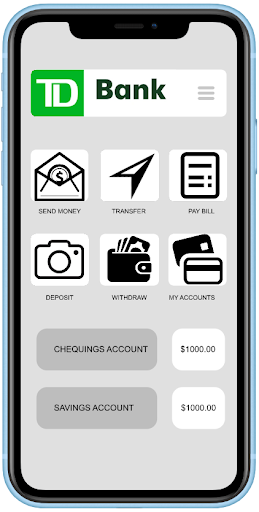 TD Bank
SEND MONEY TRANSFER PAY BILL
DEPOSIT WITHDRAW MY ACCOUNTS
CHEQUINGS ACCOUNT $1000.00
SAVINGS ACCOUNT $1000.00